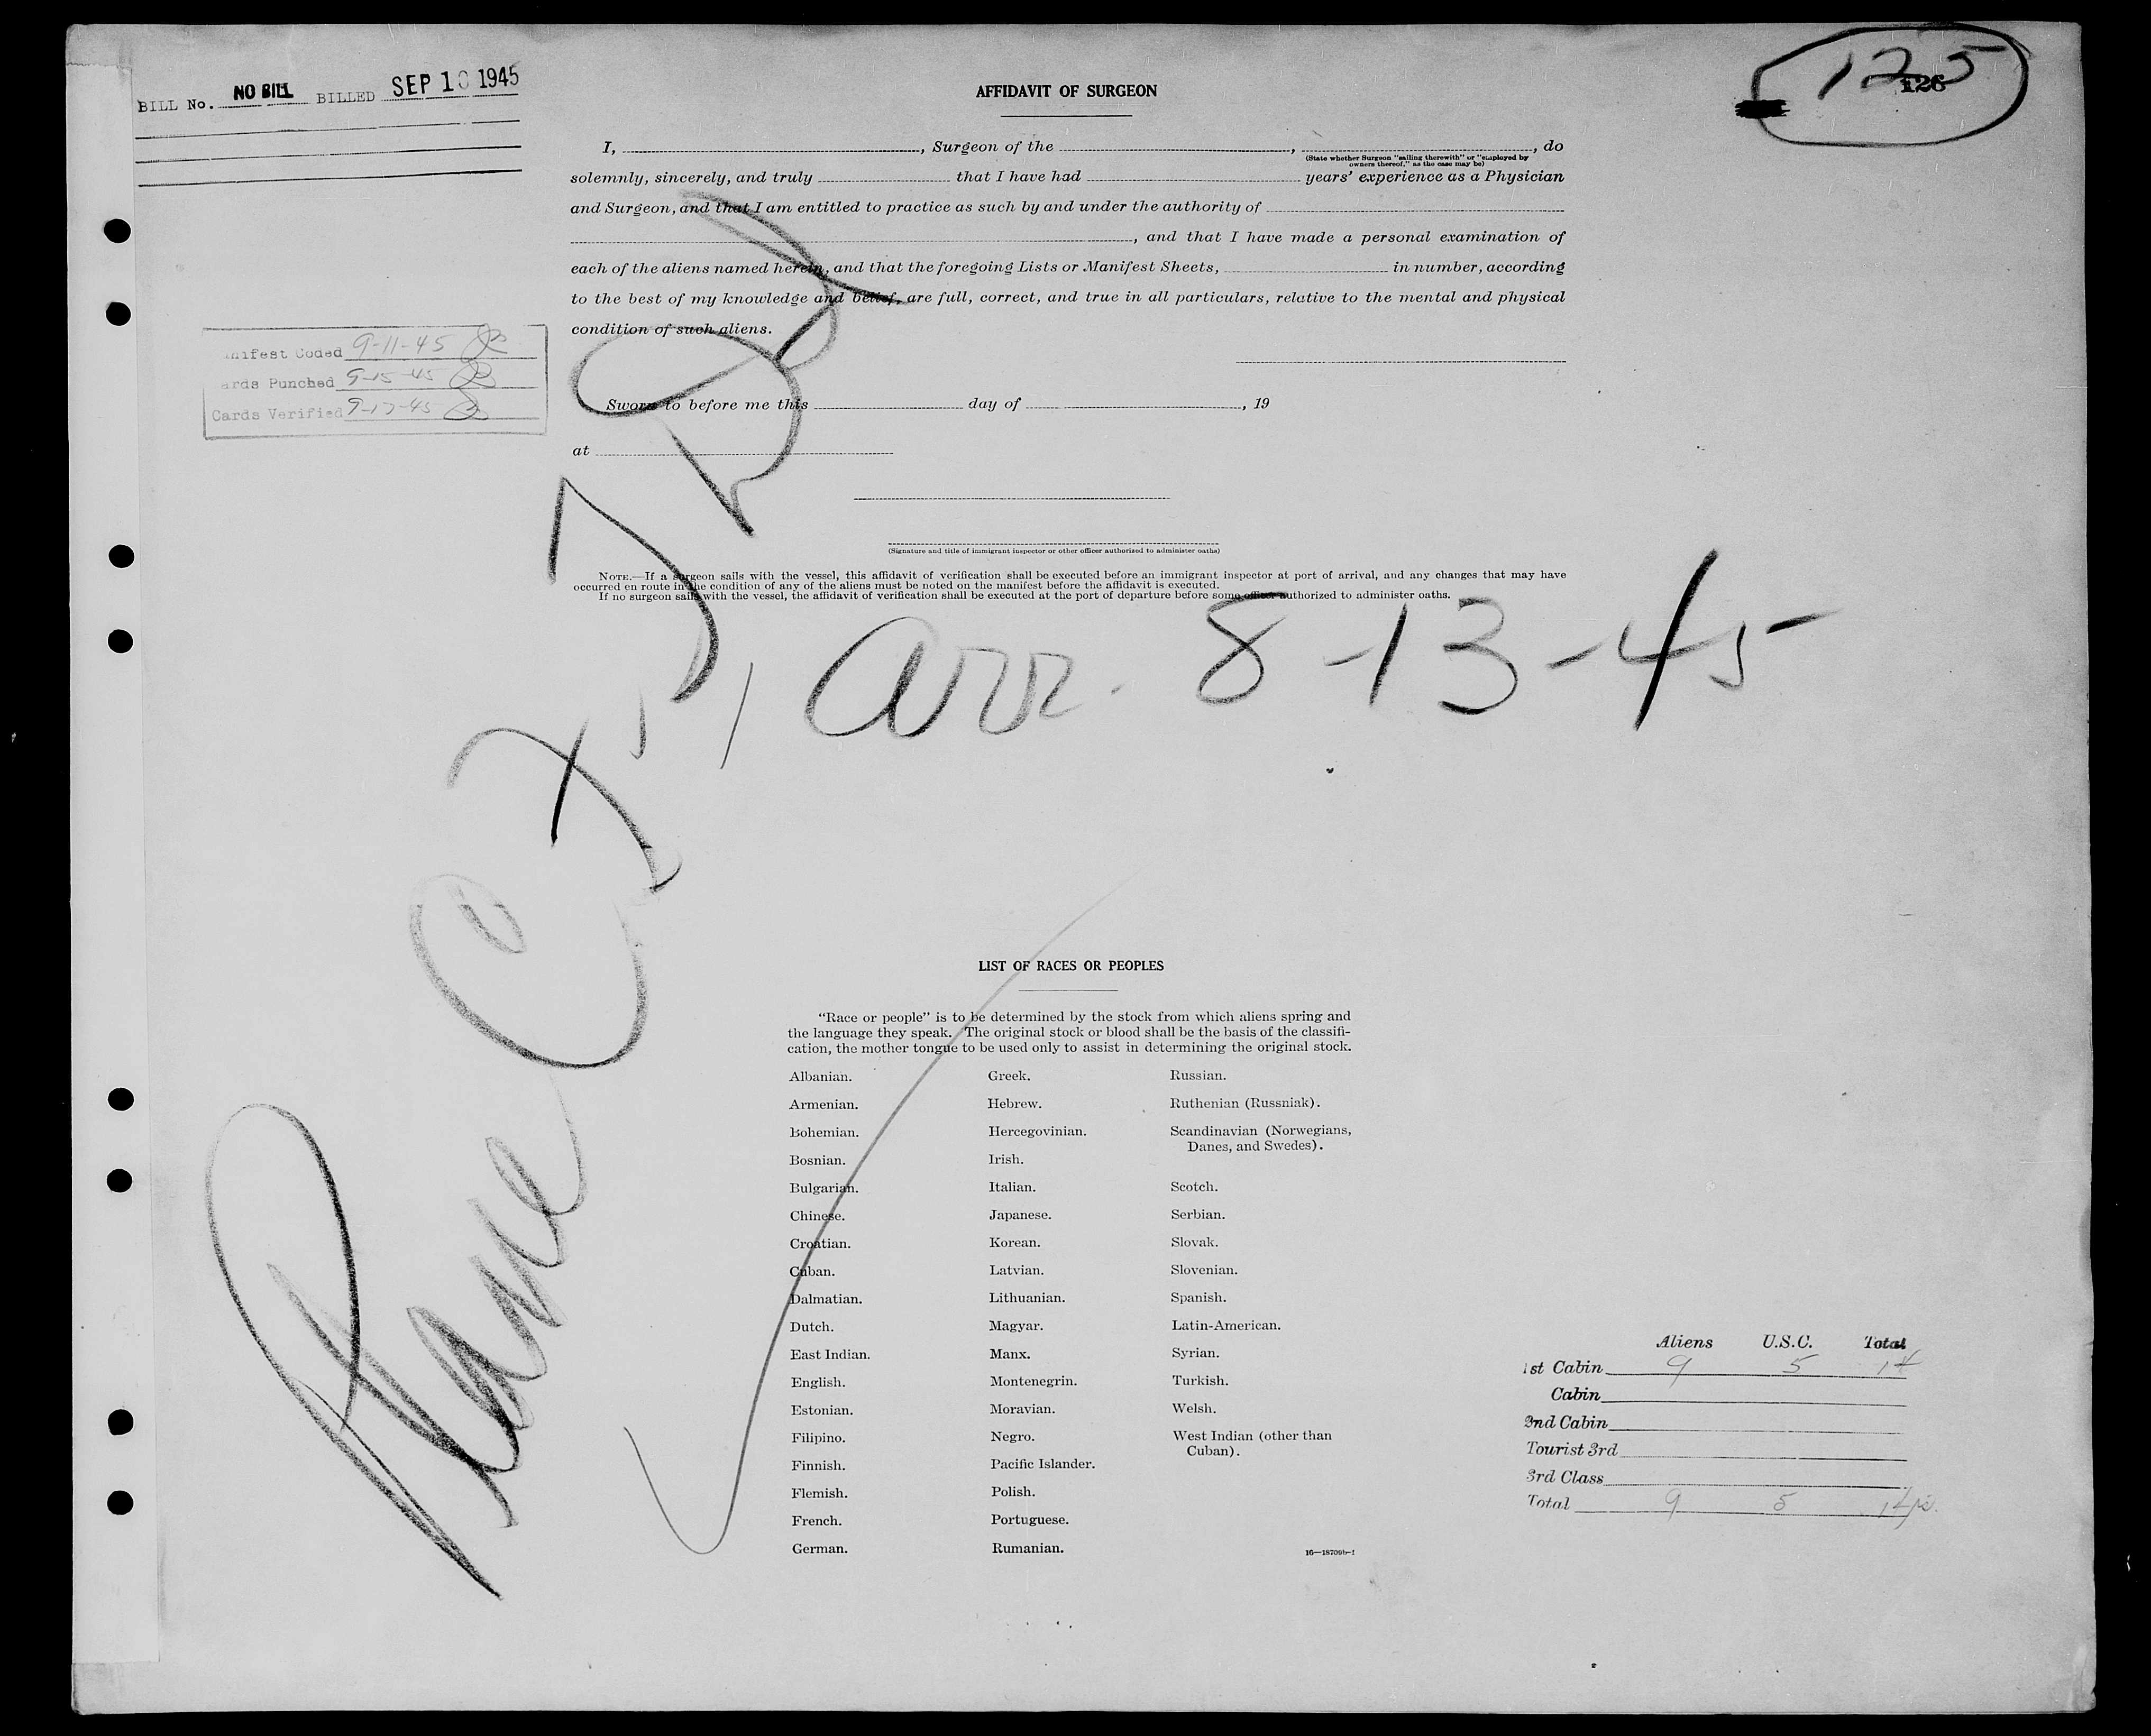 BILL No. NO BILL BILLED SEP 10 1945
125
126
AFFIDAVIT OF SURGEON
I, , Surgeon of the , , do
(State whether Surgeon "sailing therewith" or "employed by
owners thereof," as the case may be)
solemnly, sincerely, and truly that I have had years' experience as a Physician
and Surgeon, and that I am entitled to practice as such by and under the authority of
, and that I have made a personal examination of
each of the aliens named herein, and that the foregoing Lists or Manifest Sheets, in number, according
to the best of my knowledge and belief, are full, correct, and true in all particulars, relative to the mental and physical
condition of such aliens.
anifest Coded 9-11-45
ards Punched 9-15-45
Cards Verified 9-17-45
Sworn to before me this day of , 19
at
(Signature and title of immigrant inspector or other officer authorized to administer oaths)
NOTE.—If a surgeon sails with the vessel, this affidavit of verification shall be executed before an immigrant inspector at port of arrival, and any changes that may have
occurred en route in the condition of any of the aliens must be noted on the manifest before the affidavit is executed.
If no surgeon sails with the vessel, the affidavit of verification shall be executed at the port of departure before some officer authorized to administer oaths.
Plane
, arr. 8-13-45
LIST OF RACES OR PEOPLES
"Race or people" is to be determined by the stock from which aliens spring and
the language they speak. The original stock or blood shall be the basis of the classifi-
cation, the mother tongue to be used only to assist in determining the original stock.
Albanian.
Armenian.
Bohemian.
Bosnian.
Bulgarian.
Chinese.
Croatian.
Cuban.
Dalmatian.
Dutch.
East Indian.
English.
Estonian.
Filipino.
Finnish.
Flemish.
French.
German.
Greek.
Hebrew.
Hercegovinian.
Irish.
Italian.
Japanese.
Korean.
Latvian.
Lithuanian.
Magyar.
Manx.
Montenegrin.
Moravian.
Negro.
Pacific Islander.
Polish.
Portuguese.
Rumanian.
Russian.
Ruthenian (Russniak).
Scandinavian (Norwegians,
Danes, and Swedes).
Scotch.
Serbian.
Slovak.
Slovenian.
Spanish.
Latin-American.
Syrian.
Turkish.
Welsh.
West Indian (other than
Cuban).
16—18709b-1
Aliens U.S.C. Total
1st Cabin 9 5 14
Cabin
2nd Cabin
Tourist 3rd
3rd Class
Total 9 5 14